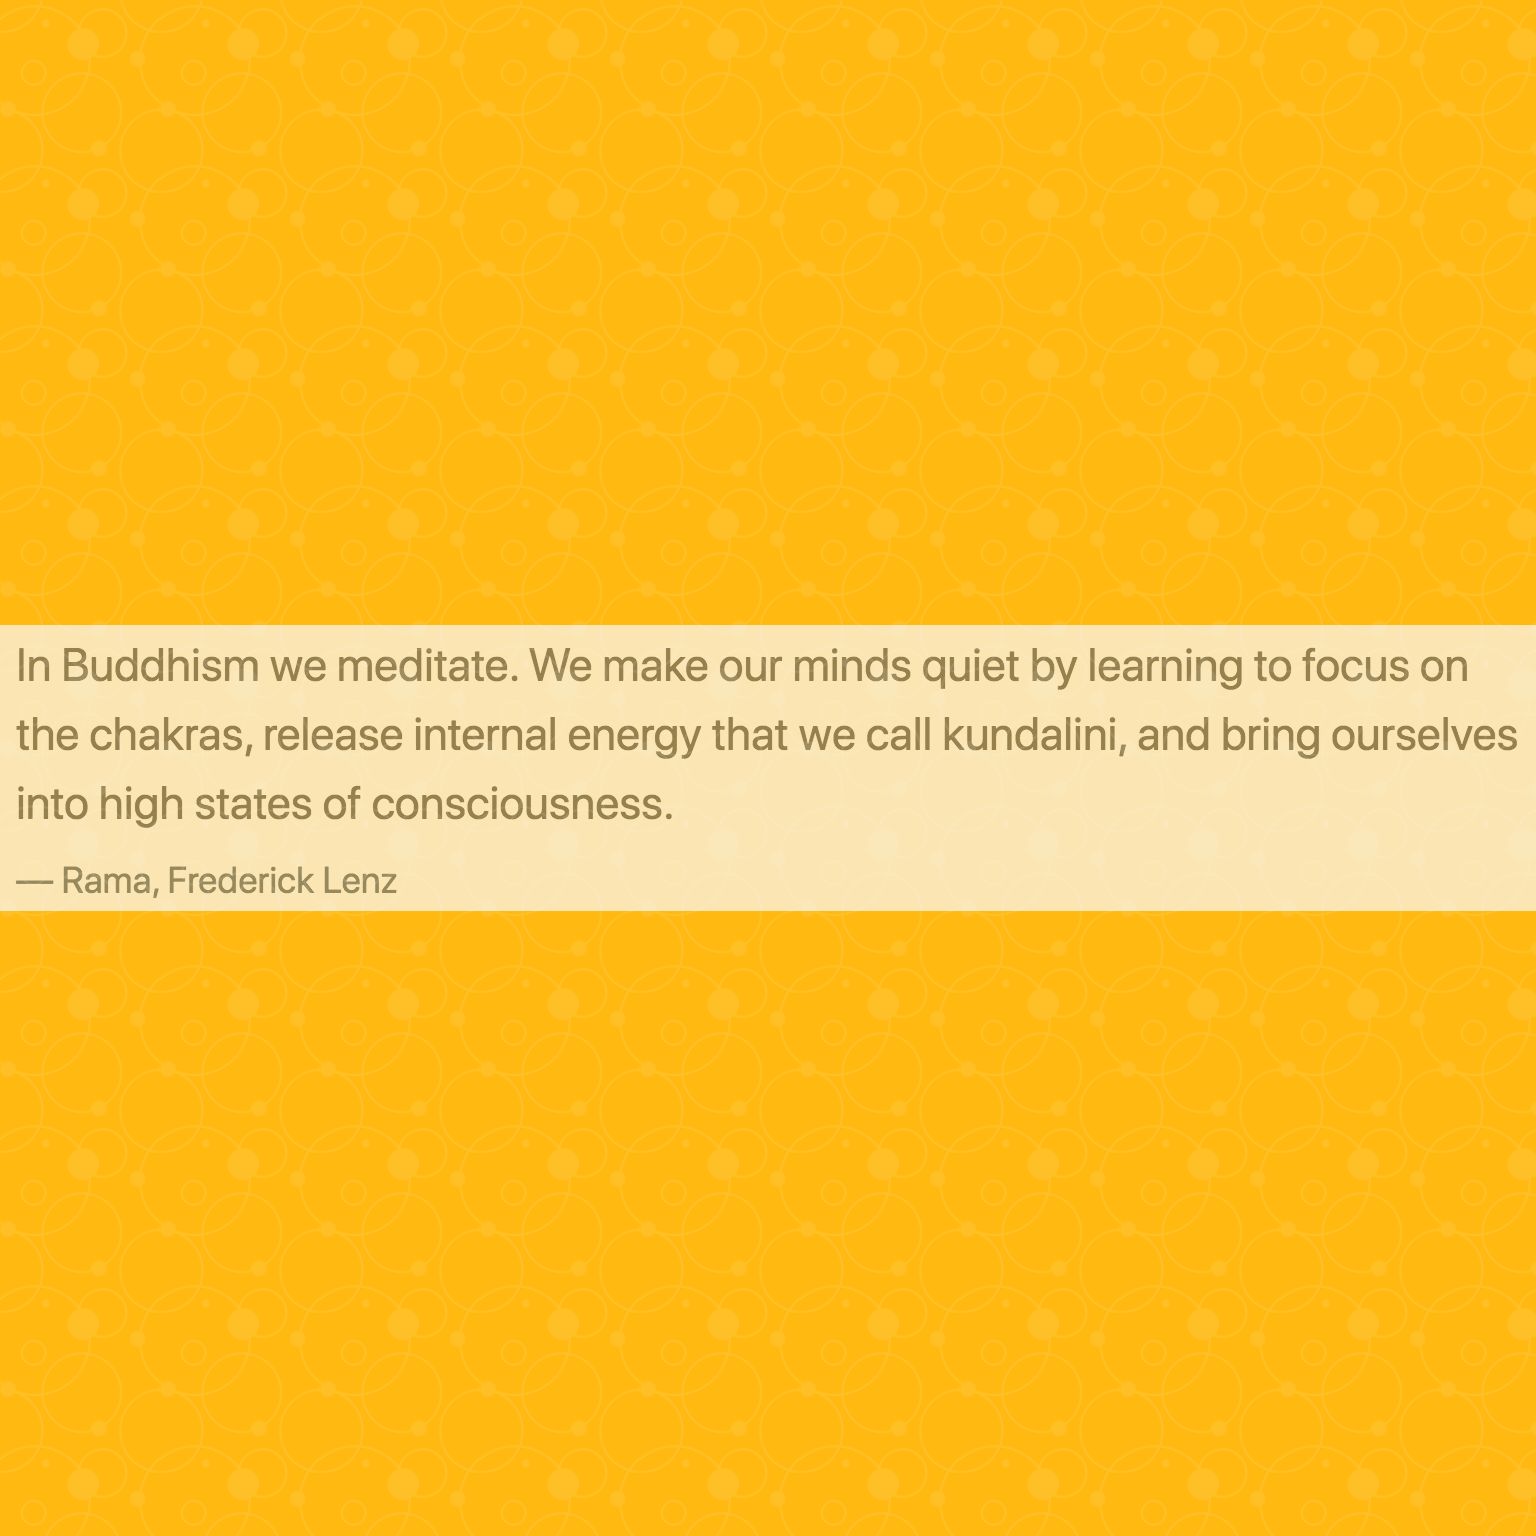 In Buddhism we meditate. We make our minds quiet by learning to focus on
the chakras, release internal energy that we call kundalini, and bring ourselves
into high states of consciousness.
— Rama, Frederick Lenz